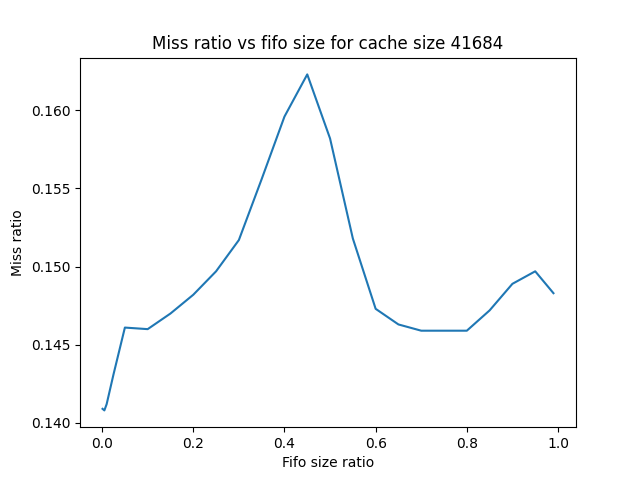 Miss ratio vs fifo size for cache size 41684
0.160
0.155
0.150
0.145
0.140
Miss ratio
0.0 0.2 0.4 0.6 0.8 1.0
Fifo size ratio